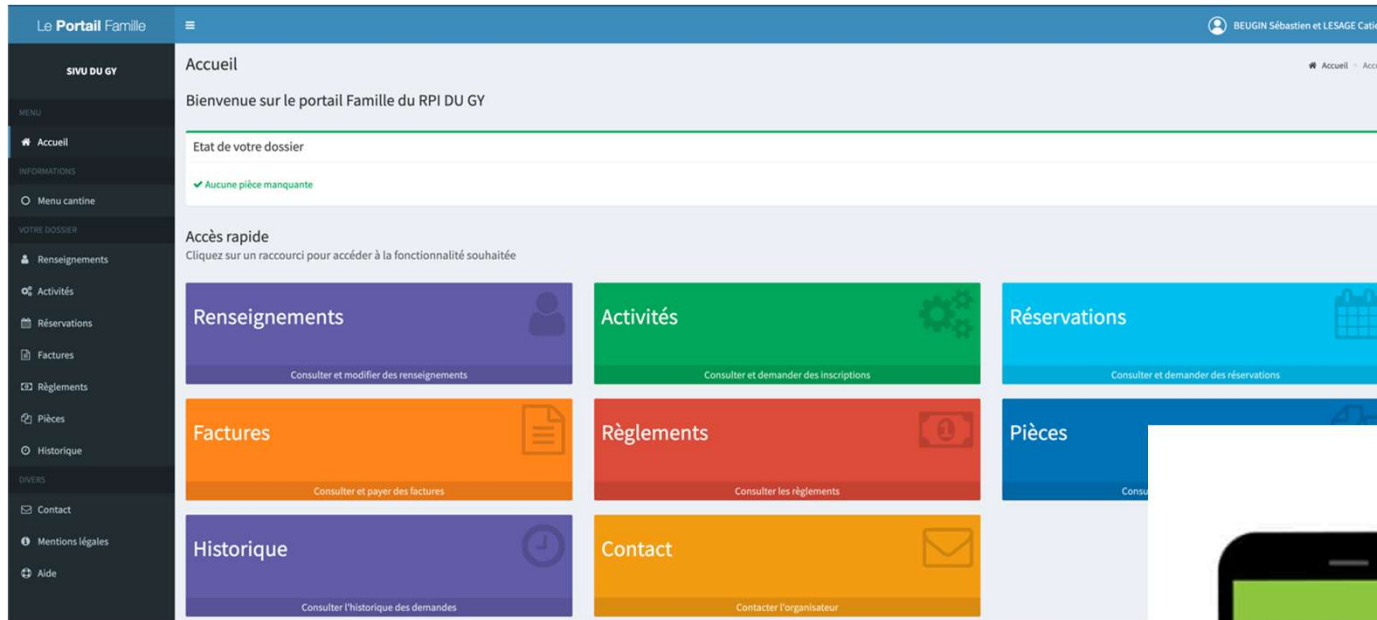 Le Portail Famille
BEUGIN Sébastien et LESAGE Catie
SIVU DU GY
MENU
Accueil
INFORMATIONS
Menu cantine
VOTRE DOSSIER
Renseignements
Activités
Réservations
Factures
Règlements
Pièces
Historique
DIVERS
Contact
Mentions légales
Aide
Accueil
Accueil >
Bienvenue sur le portail Famille du RPI DU GY
Etat de votre dossier
Aucune pièce manquante
Accès rapide
Cliquez sur un raccourci pour accéder à la fonctionnalité souhaitée
Renseignements
Consulter et modifier des renseignements
Activités
Consulter et demander des inscriptions
Réservations
Consulter et demander des réservations
Factures
Consulter et payer des factures
Règlements
Consulter les règlements
Pièces
Historique
Consulter l'historique des demandes
Contact
Contacter l'organisateur